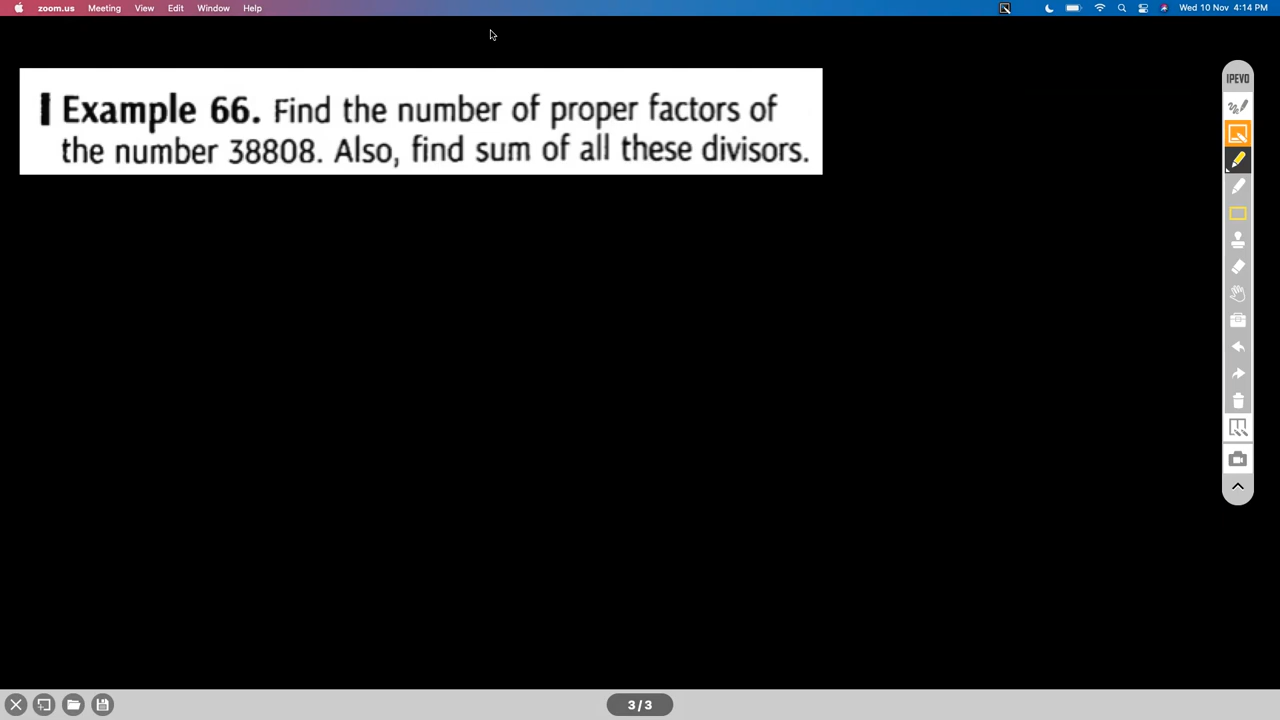 zoom.us Meeting View Edit Window Help Wed 10 Nov 4:14 PM
IPEVO
Example 66. Find the number of proper factors of
the number 38808. Also, find sum of all these divisors.
3/3